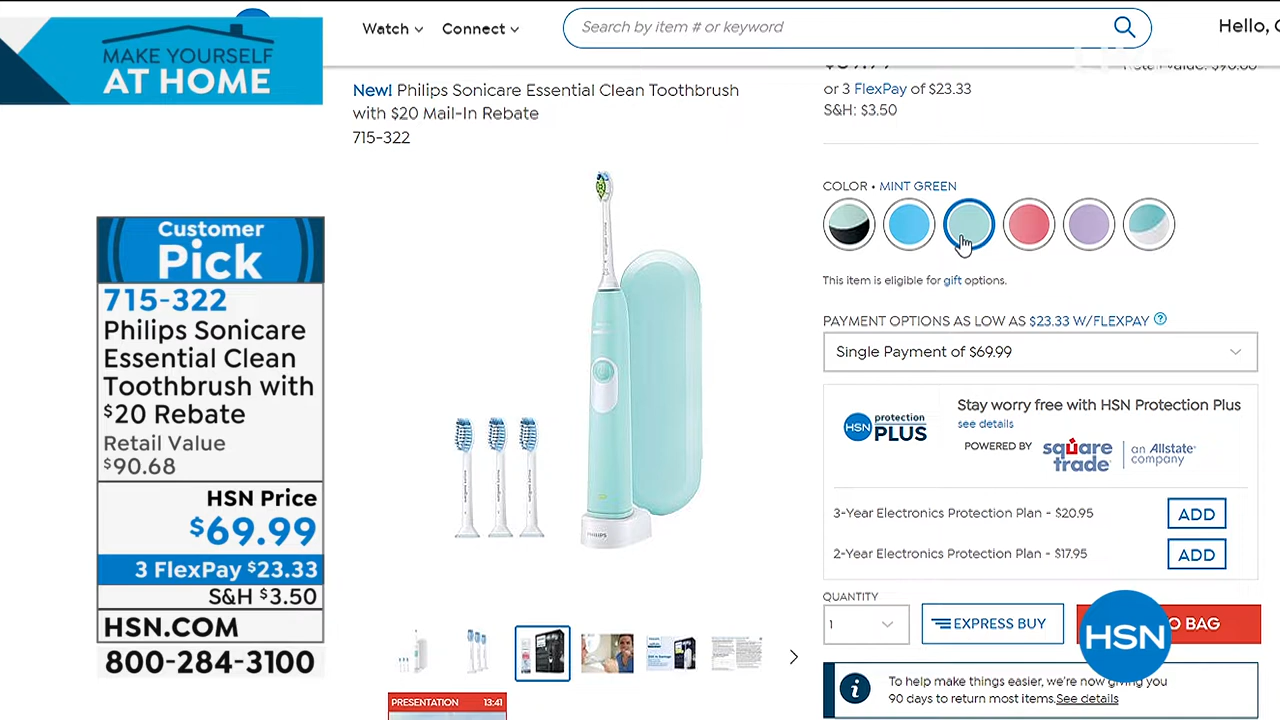 MAKE YOURSELF
AT HOME
Watch
Connect
Search by item # or keyword
Hello,
New! Philips Sonicare Essential Clean Toothbrush
with $20 Mail-In Rebate
715-322
or 3 FlexPay of $23.33
S&H: $3.50
COLOR • MINT GREEN
This item is eligible for gift options.
PAYMENT OPTIONS AS LOW AS $23.33 W/FLEXPAY ?
Single Payment of $69.99
HSN protection PLUS
Stay worry free with HSN Protection Plus
see details
POWERED BY square trade | an Allstate company
3-Year Electronics Protection Plan - $20.95
ADD
2-Year Electronics Protection Plan - $17.95
ADD
QUANTITY
1
EXPRESS BUY
O BAG
HSN
To help make things easier, we're now giving you
90 days to return most items. See details
PHILIPS
PRESENTATION 13:41
Customer
Pick
715-322
Philips Sonicare
Essential Clean
Toothbrush with
$20 Rebate
Retail Value
$90.68
HSN Price
$69.99
3 FlexPay $23.33
S&H $3.50
HSN.COM
800-284-3100